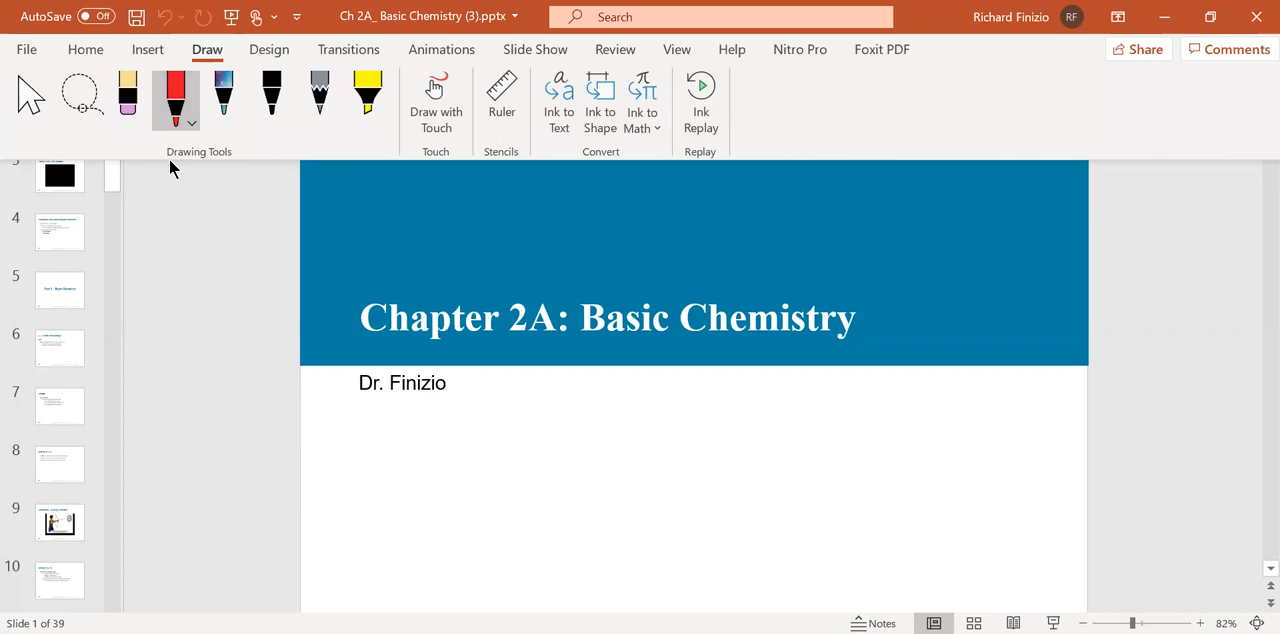 AutoSave Off Ch 2A_ Basic Chemistry (3).pptx Search Richard Finizio RF
File Home Insert Draw Design Transitions Animations Slide Show Review View Help Nitro Pro Foxit PDF Share Comments
Draw with Touch
Ruler
Ink to Text
Ink to Shape
Ink to Math
Ink Replay
Drawing Tools Touch Stencils Convert Replay
4
5
6
7
8
9
10
Chapter 2A: Basic Chemistry
Dr. Finizio
Slide 1 of 39 Notes 82%